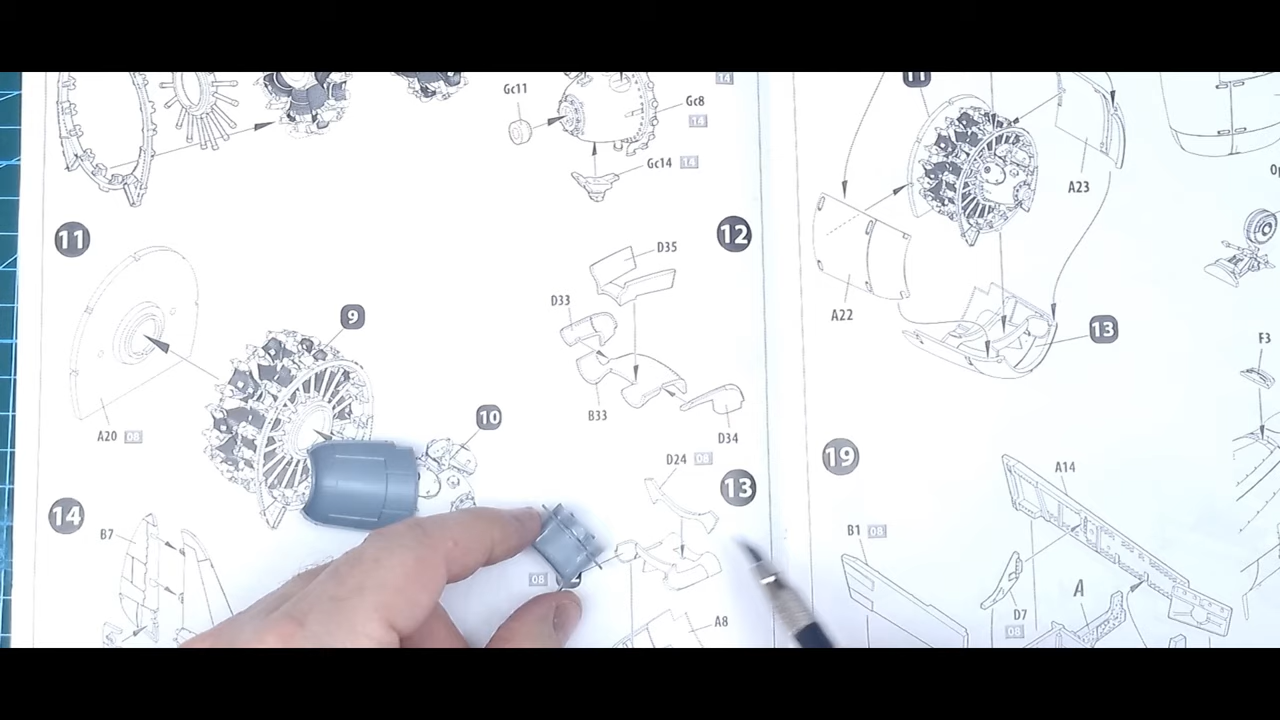 14
Gc11
Gc8
14
Gc14 14
11
12
D35
D33
9
B33
D34
A20 08
10
D24 08
13
14
B7
08
A8
11
A23
A22
13
F3
19
A14
B1 08
A
D7
08